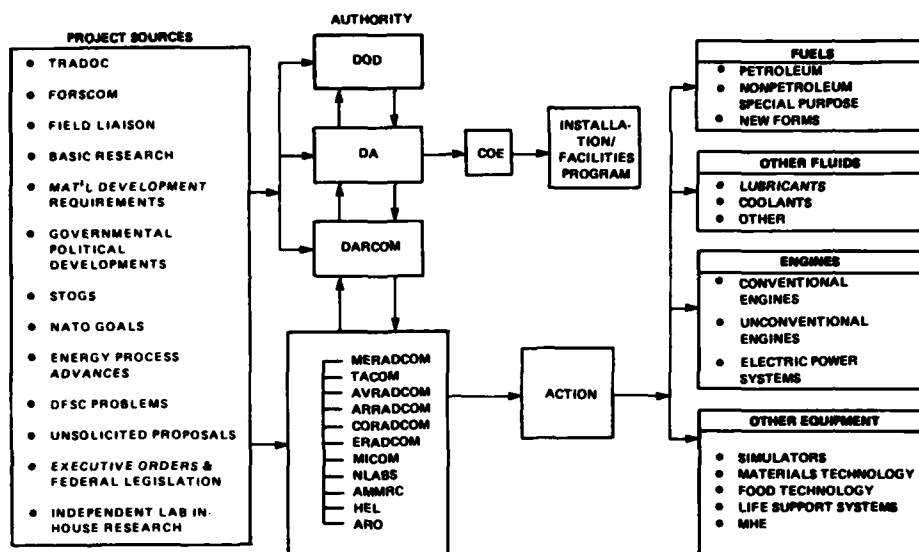 PROJECT SOURCES
• TRADOC
• FORSCOM
• FIELD LIAISON
• BASIC RESEARCH
• MAT'L DEVELOPMENT
REQUIREMENTS
• GOVERNMENTAL
POLITICAL
DEVELOPMENTS
• STOGS
• NATO GOALS
• ENERGY PROCESS
ADVANCES
• DFSC PROBLEMS
• UNSOLICITED PROPOSALS
• EXECUTIVE ORDERS &
FEDERAL LEGISLATION
• INDEPENDENT LAB IN-
HOUSE RESEARCH
AUTHORITY
DOD
DA
DARCOM
MERADCOM
TACOM
AVRADCOM
ARRADCOM
CORADCOM
ERADCOM
MICOM
NLABS
AMMRC
HEL
ARO
COE
INSTALLA-
TION/
FACILITIES
PROGRAM
ACTION
FUELS
• PETROLEUM
• NONPETROLEUM
SPECIAL PURPOSE
• NEW FORMS
OTHER FLUIDS
• LUBRICANTS
• COOLANTS
• OTHER
ENGINES
• CONVENTIONAL
ENGINES
• UNCONVENTIONAL
ENGINES
• ELECTRIC POWER
SYSTEMS
OTHER EQUIPMENT
• SIMULATORS
• MATERIALS TECHNOLOGY
• FOOD TECHNOLOGY
• LIFE SUPPORT SYSTEMS
• MHE